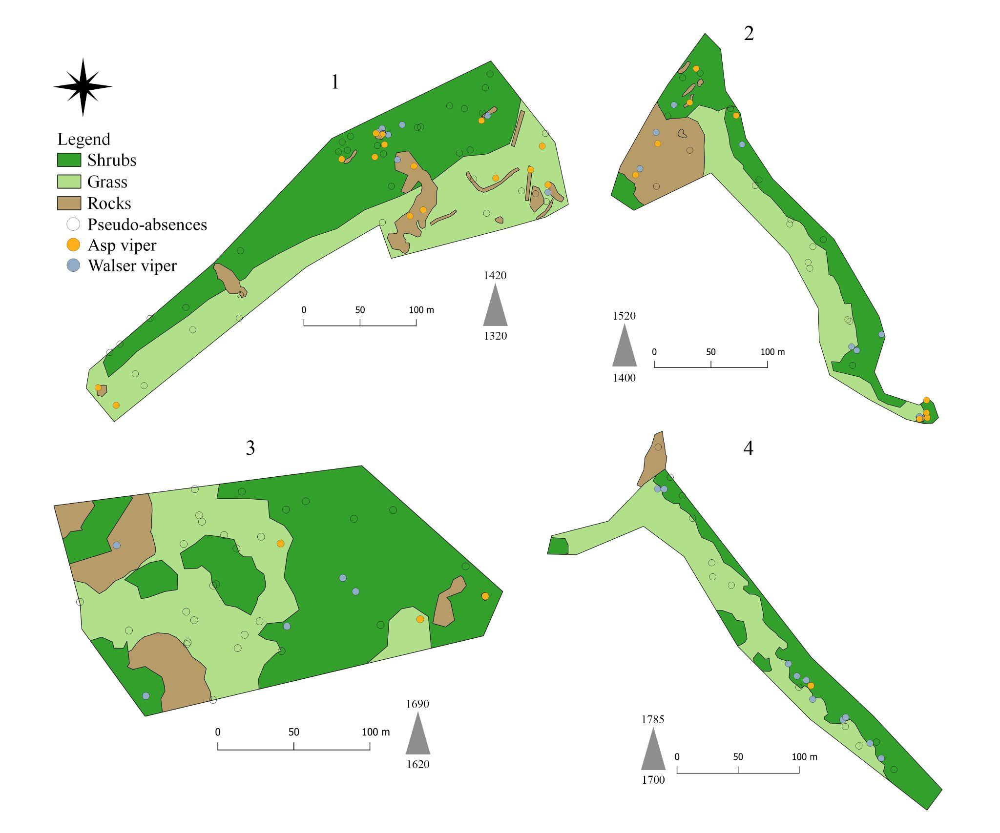 1
2
Legend
Shrubs
Grass
Rocks
Pseudo-absences
Asp viper
Walser viper
0 50 100 m
1420
1320
1520
1400
0 50 100 m
3
4
0 50 100 m
1690
1620
1785
1700
0 50 100 m